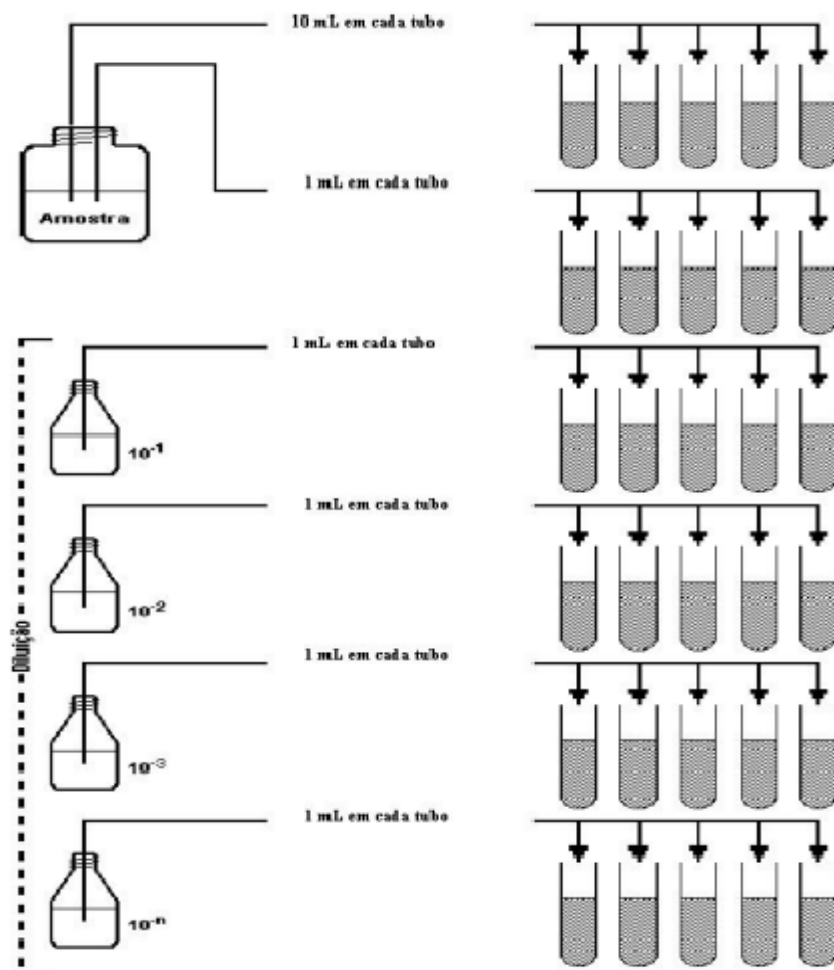 10 mL em cada tubo
1 mL em cada tubo
Amostra
1 mL em cada tubo
10⁻¹
1 mL em cada tubo
10⁻²
Diluição
1 mL em cada tubo
10⁻³
1 mL em cada tubo
10⁻ⁿ